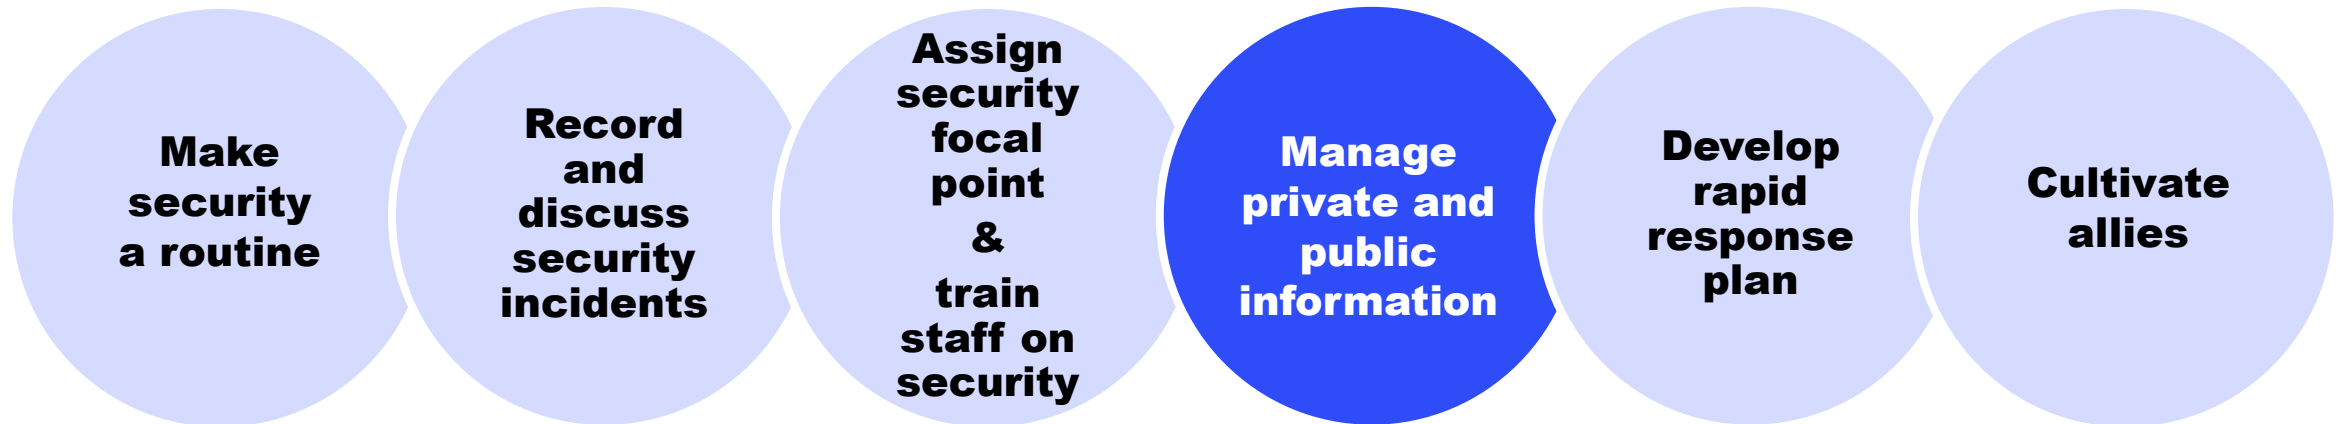 Make
security
a routine
Record
and
discuss
security
incidents
Assign
security
focal
point
&
train
staff on
security
Manage
private and
public
information
Develop
rapid
response
plan
Cultivate
allies